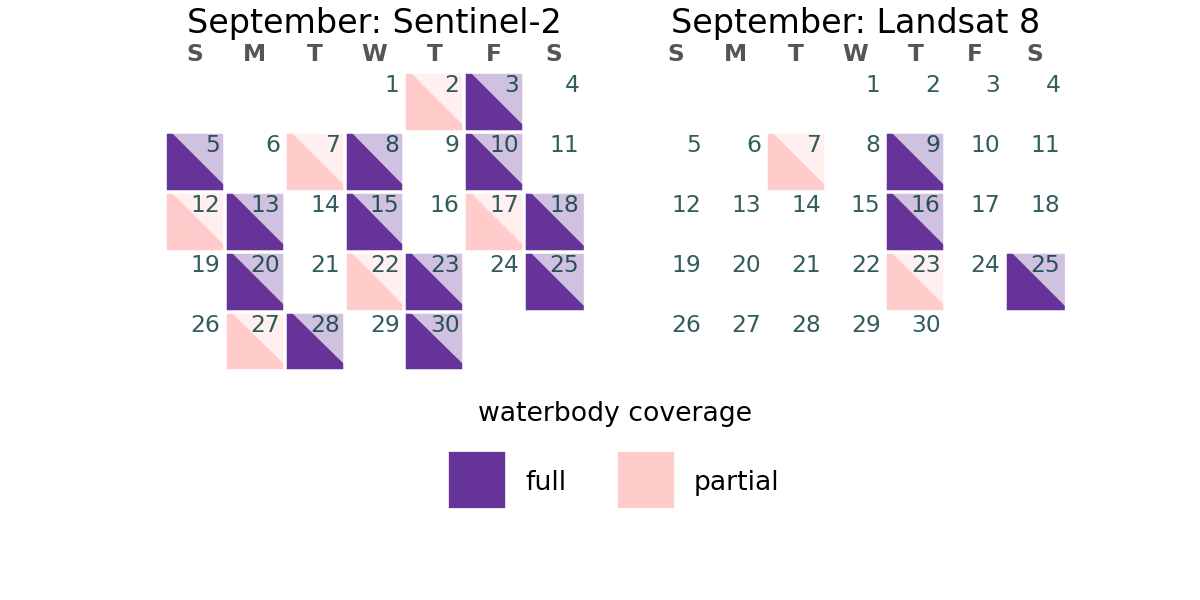 September: Sentinel-2
S M T W T F S
1 2 3 4
5 6 7 8 9 10 11
12 13 14 15 16 17 18
19 20 21 22 23 24 25
26 27 28 29 30
September: Landsat 8
S M T W T F S
1 2 3 4
5 6 7 8 9 10 11
12 13 14 15 16 17 18
19 20 21 22 23 24 25
26 27 28 29 30
waterbody coverage
full partial